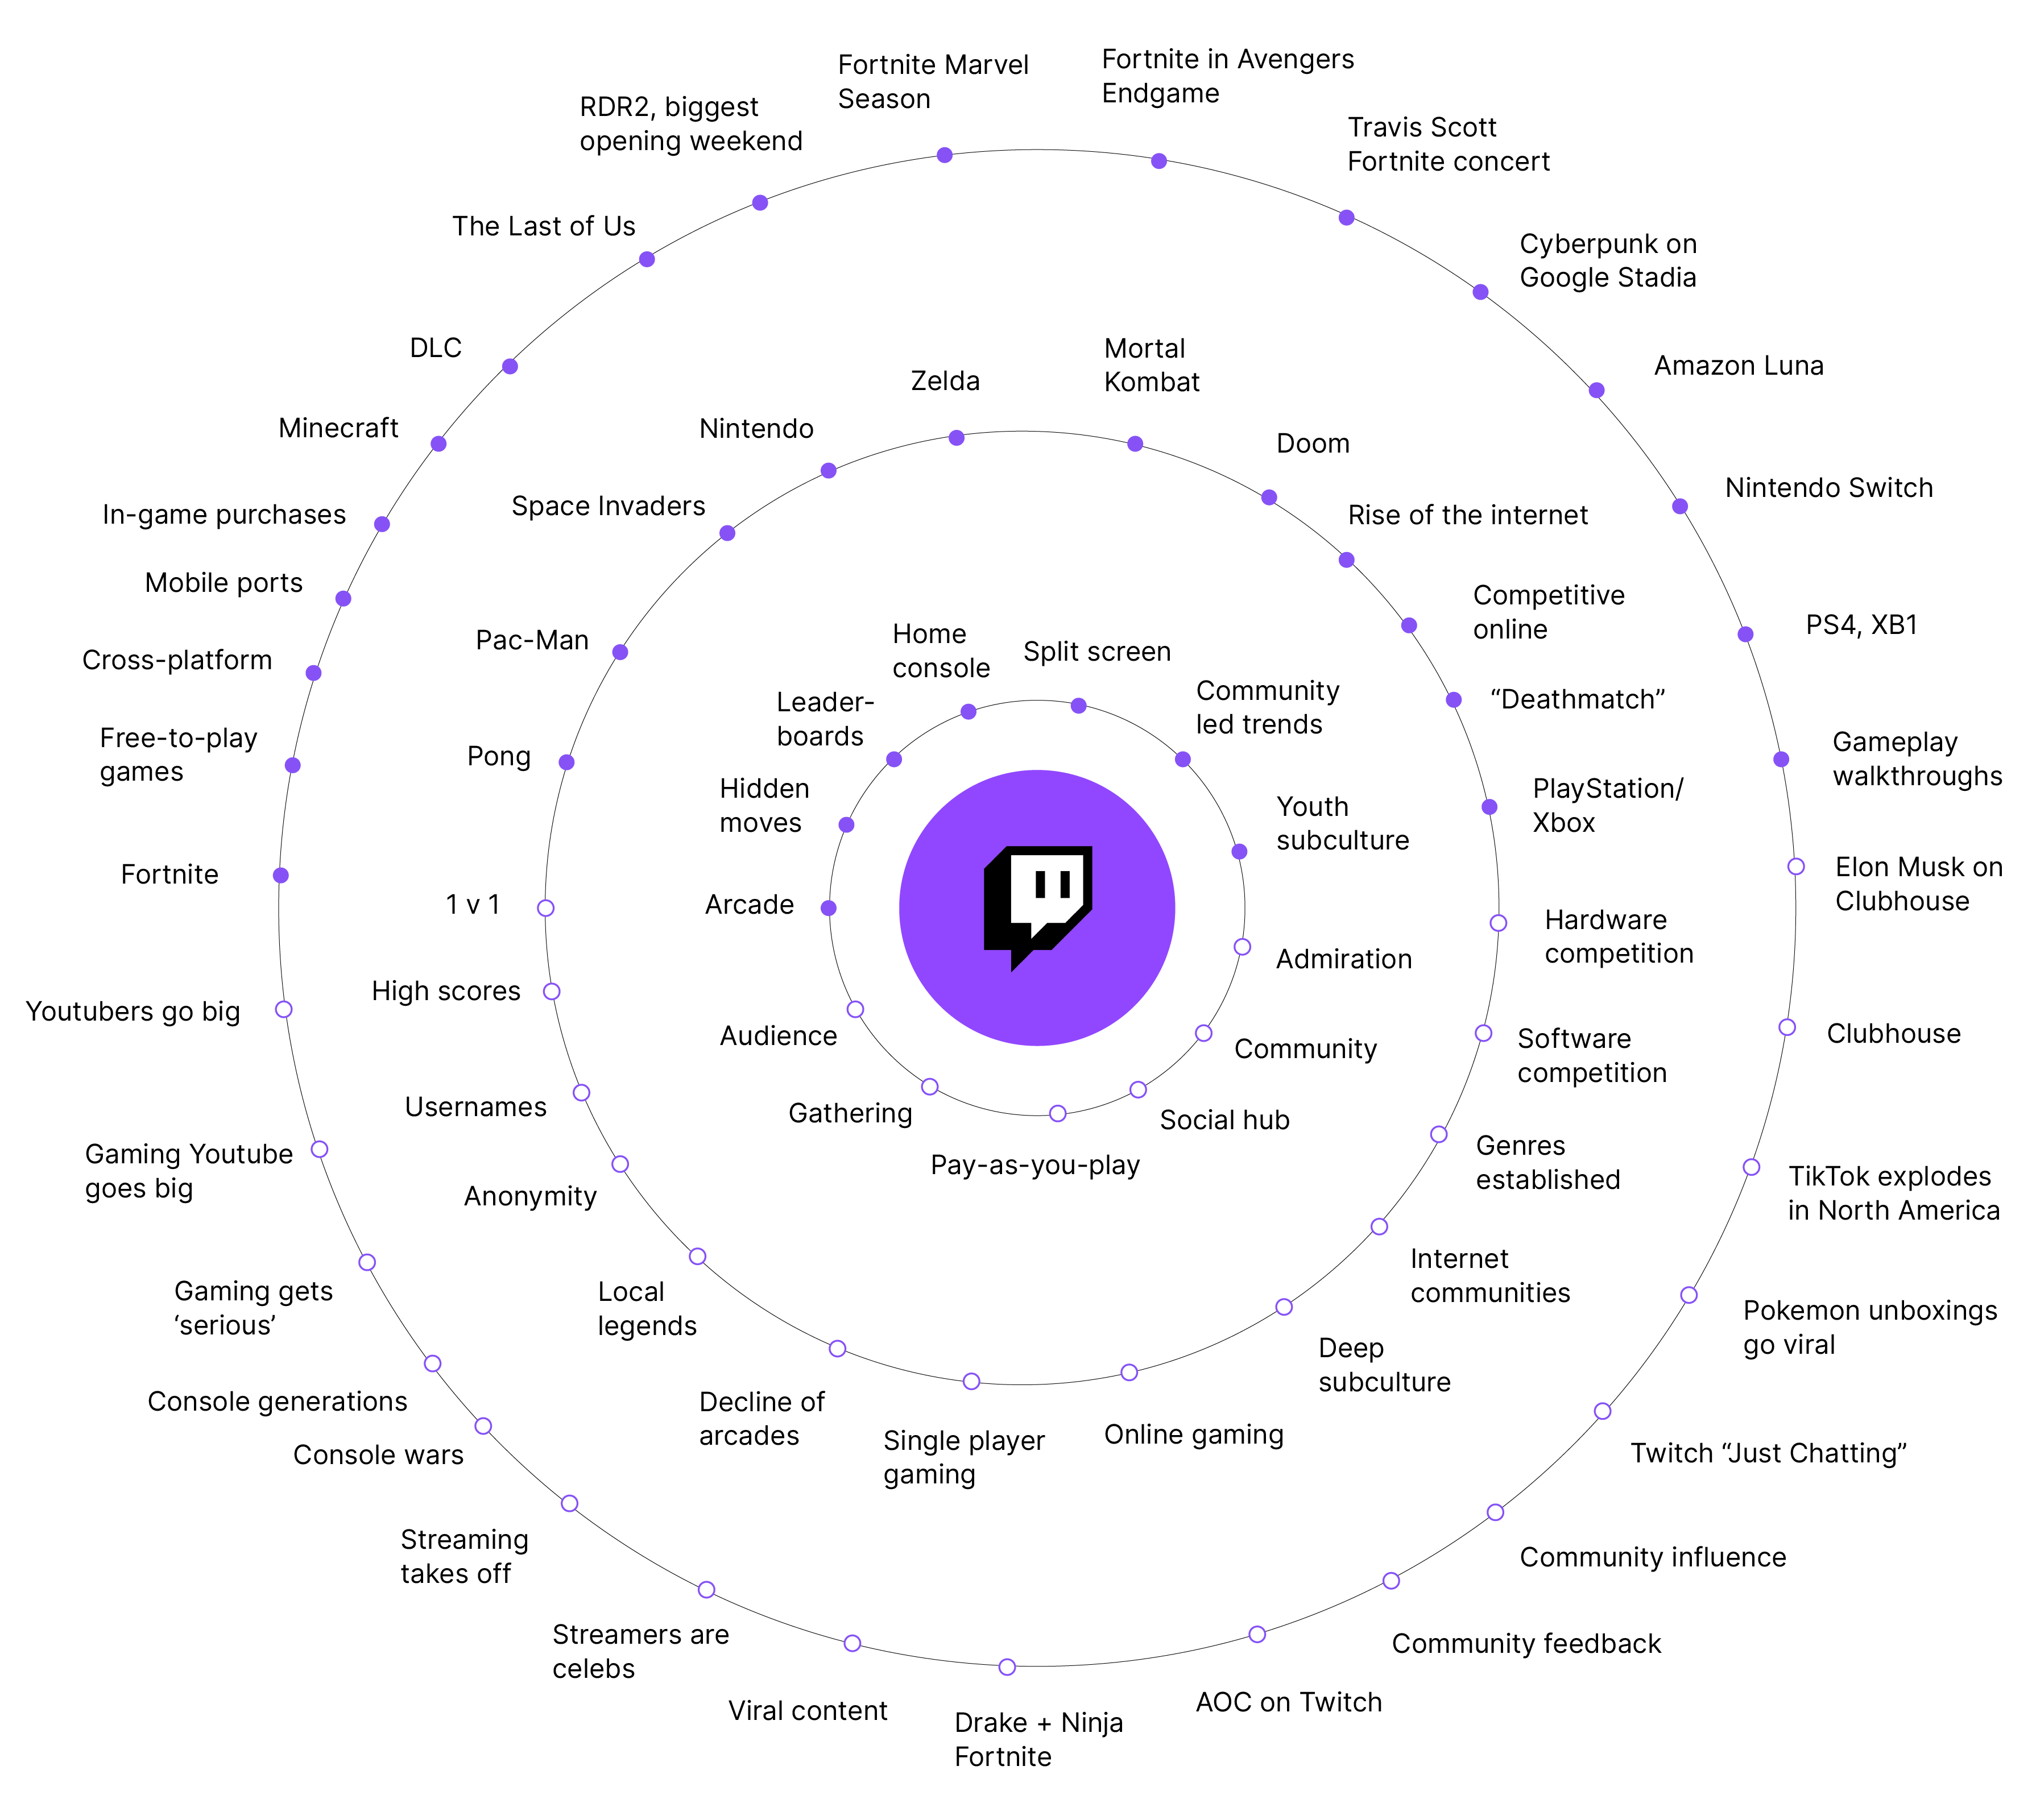 Fortnite Marvel
Season
Fortnite in Avengers
Endgame
RDR2, biggest
opening weekend
Travis Scott
Fortnite concert
The Last of Us
Cyberpunk on
Google Stadia
DLC
Amazon Luna
Minecraft
Nintendo Switch
In-game purchases
PS4, XB1
Mobile ports
Gameplay
walkthroughs
Cross-platform
Elon Musk on
Clubhouse
Free-to-play
games
Clubhouse
Fortnite
TikTok explodes
in North America
Youtubers go big
Pokemon unboxings
go viral
Gaming Youtube
goes big
Twitch “Just Chatting”
Gaming gets
‘serious’
Community influence
Console generations
Community feedback
Console wars
AOC on Twitch
Streaming
takes off
Drake + Ninja
Fortnite
Streamers are
celebs
Viral content
Zelda
Mortal
Kombat
Nintendo
Doom
Space Invaders
Rise of the internet
Pac-Man
Competitive
online
Pong
“Deathmatch”
1 v 1
PlayStation/
Xbox
High scores
Hardware
competition
Usernames
Software
competition
Anonymity
Genres
established
Local
legends
Internet
communities
Decline of
arcades
Deep
subculture
Single player
gaming
Online gaming
Home
console
Split screen
Leader-
boards
Community
led trends
Hidden
moves
Youth
subculture
Arcade
Admiration
Audience
Community
Gathering
Social hub
Pay-as-you-play